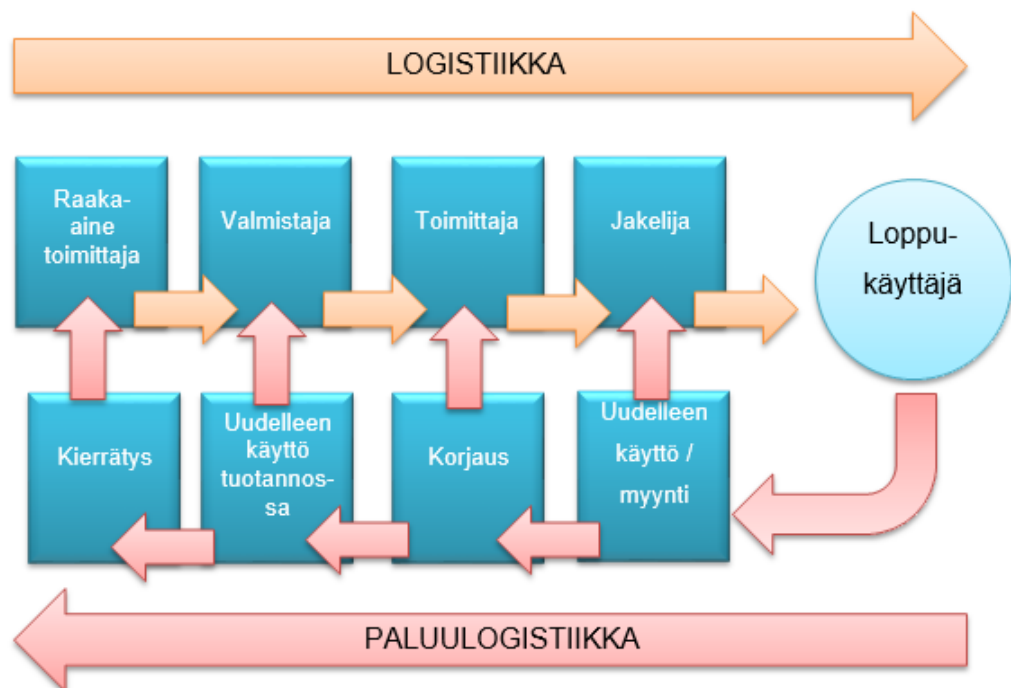 LOGISTIIKKA
Raaka-
aine
toimittaja
Valmistaja
Toimittaja
Jakelija
Loppu-
käyttäjä
Kierrätys
Uudelleen
käyttö
tuotannos-
sa
Korjaus
Uudelleen
käyttö /
myynti
PALUULOGISTIIKKA